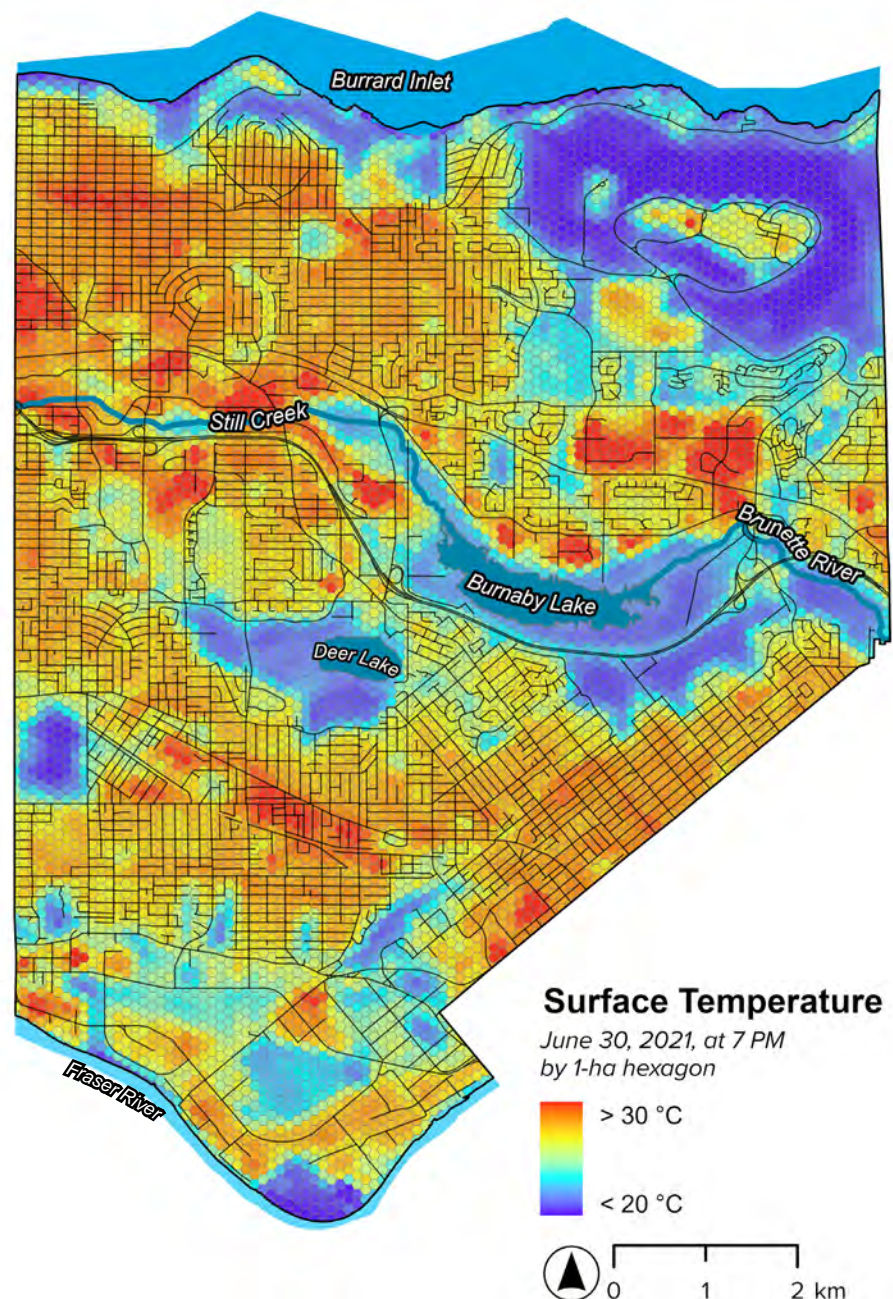 Burrard Inlet
Still Creek
Brunette River
Burnaby Lake
Deer Lake
Fraser River
Surface Temperature
June 30, 2021, at 7 PM
by 1-ha hexagon
> 30 °C
< 20 °C
0 1 2 km